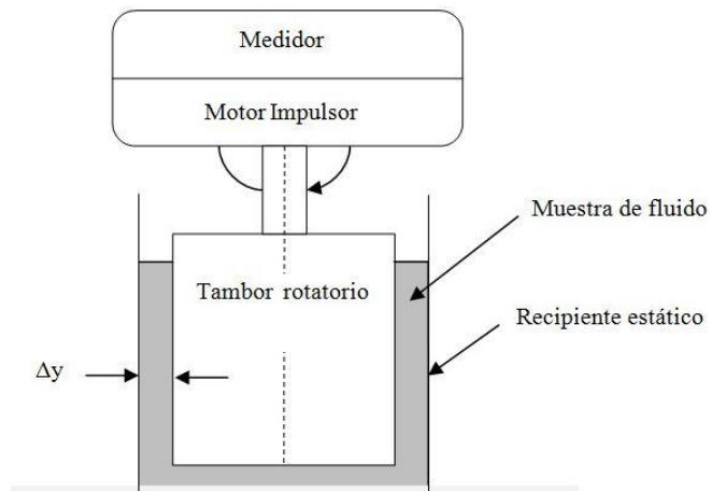 Medidor
Motor Impulsor
Muestra de fluido
Tambor rotatorio
Recipiente estático
Δy